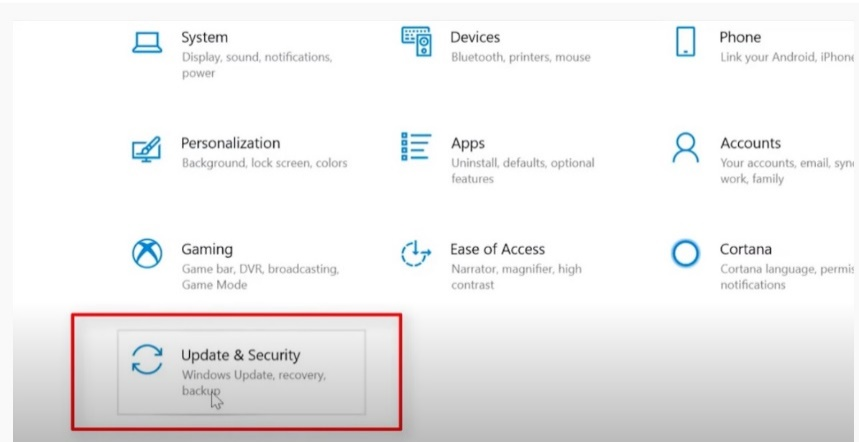 System
Display, sound, notifications,
power
Devices
Bluetooth, printers, mouse
Phone
Link your Android, iPhone
Personalization
Background, lock screen, colors
Apps
Uninstall, defaults, optional
features
Accounts
Your accounts, email,
work, family
Gaming
Game bar, DVR, broadcasting,
Game Mode
Ease of Access
Narrator, magnifier, high
contrast
Cortana
Cortana language,
notifications
Update & Security
Windows Update, recovery,
backup